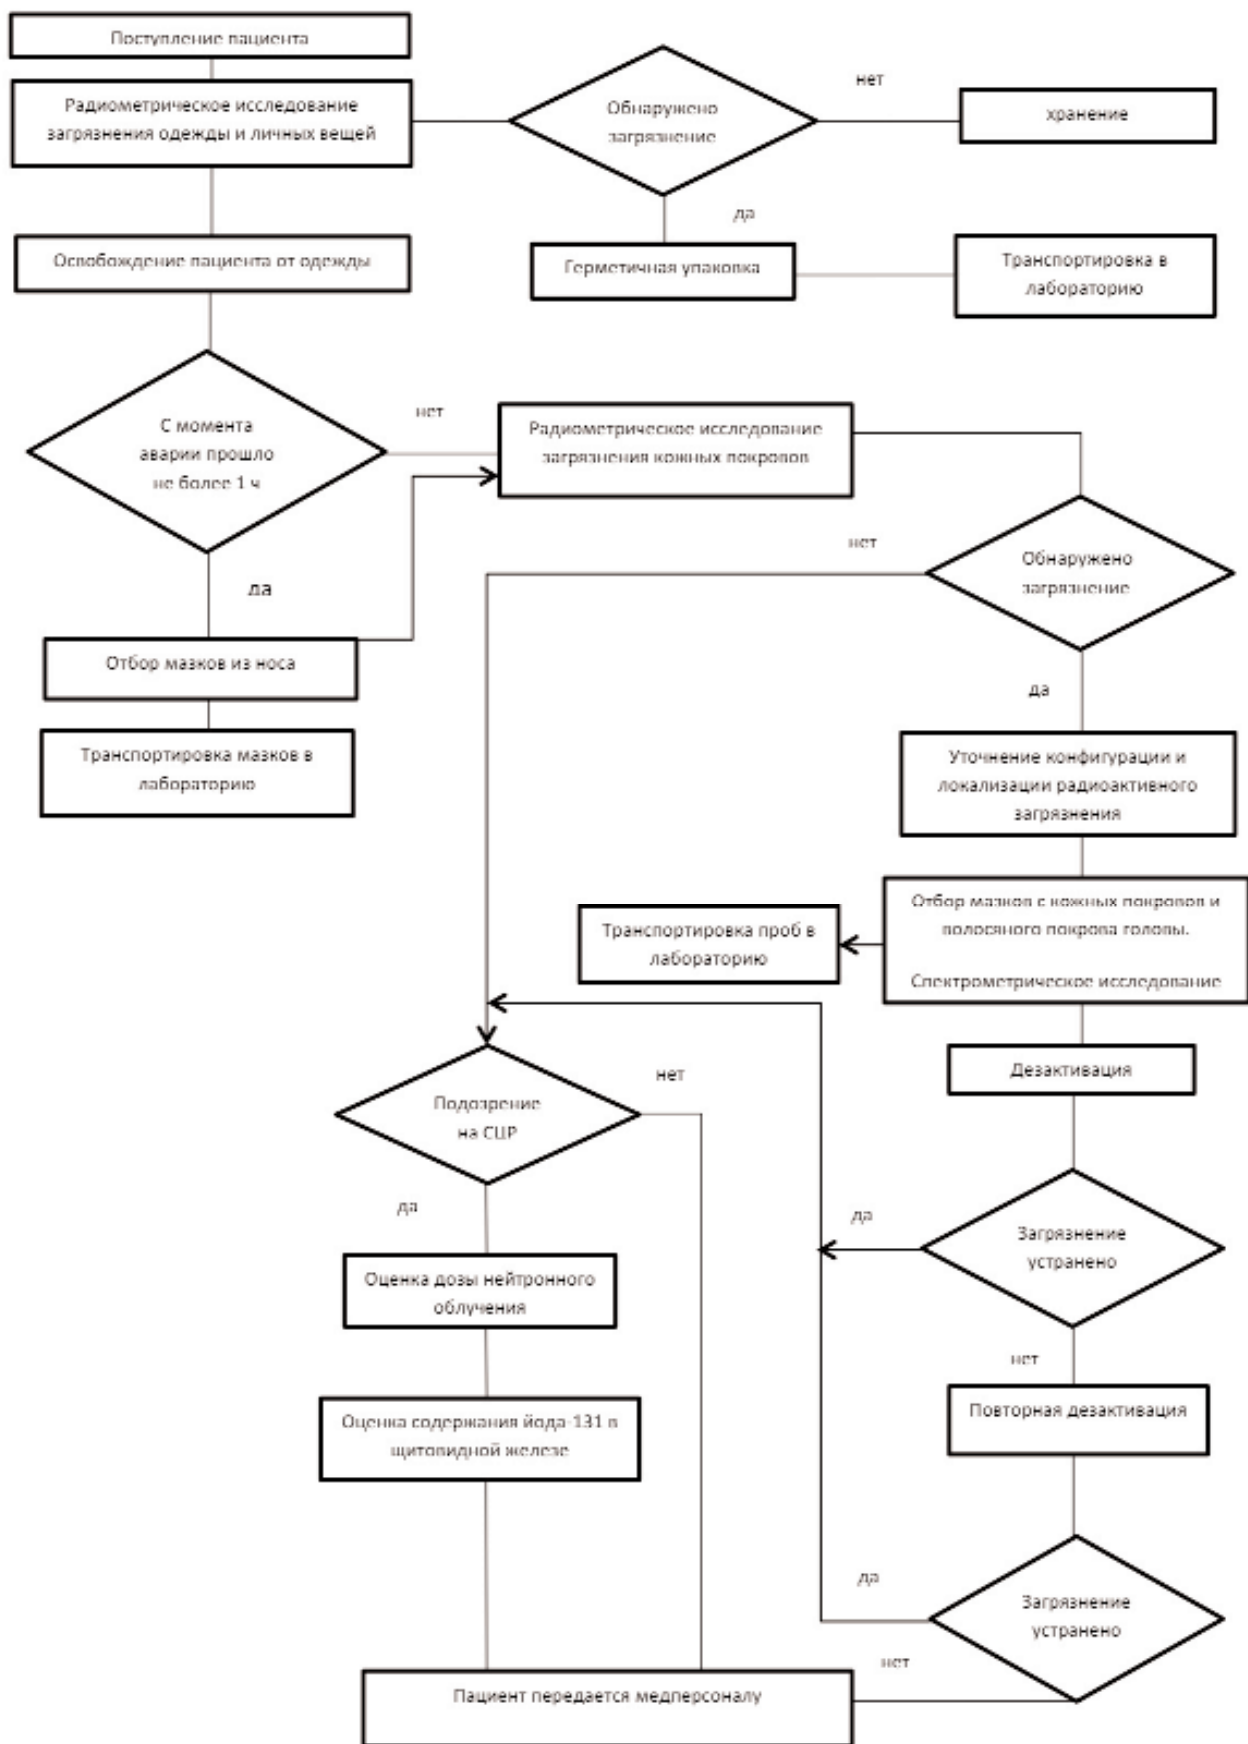 Поступление пациента
Радиометрическое исследование
загрязнения одежды и личных вещей
Обнаружено
загрязнение
нет
хранение
да
Освобождение пациента от одежды
Герметичная упаковка
Транспортировка в
лабораторию
С момента
аварии прошло
не более 1 ч
нет
Радиометрическое исследование
загрязнения кожных покровов
да
нет
Обнаружено
загрязнение
Отбор мазков из носа
Транспортировка мазков в
лабораторию
да
Уточнение конфигурации и
локализации радиоактивного
загрязнения
Отбор мазков с кожных покровов и
волосяного покрова головы.
Спектрометрическое исследование
Транспортировка проб в
лабораторию
Дезактивация
Подозрение
на СЦР
нет
да
да
Загрязнение
устранено
Оценка дозы нейтронного
облучения
нет
Оценка содержания йода-131 в
щитовидной железе
Повторная дезактивация
да
Загрязнение
устранено
нет
Пациент передается медперсоналу